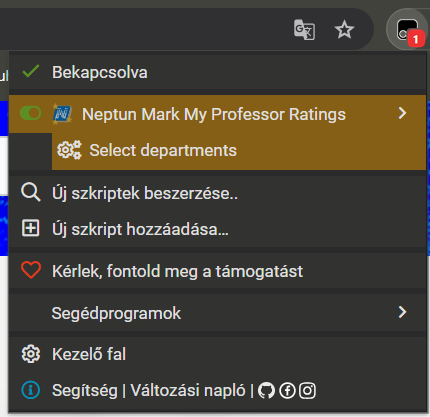 1
Bekapcsolva
Neptun Mark My Professor Ratings
Select departments
Új szkriptek beszerzése..
Új szkript hozzáadása...
Kérlek, fontold meg a támogatást
Segédprogramok
Kezelő fal
Segítség | Változási napló |